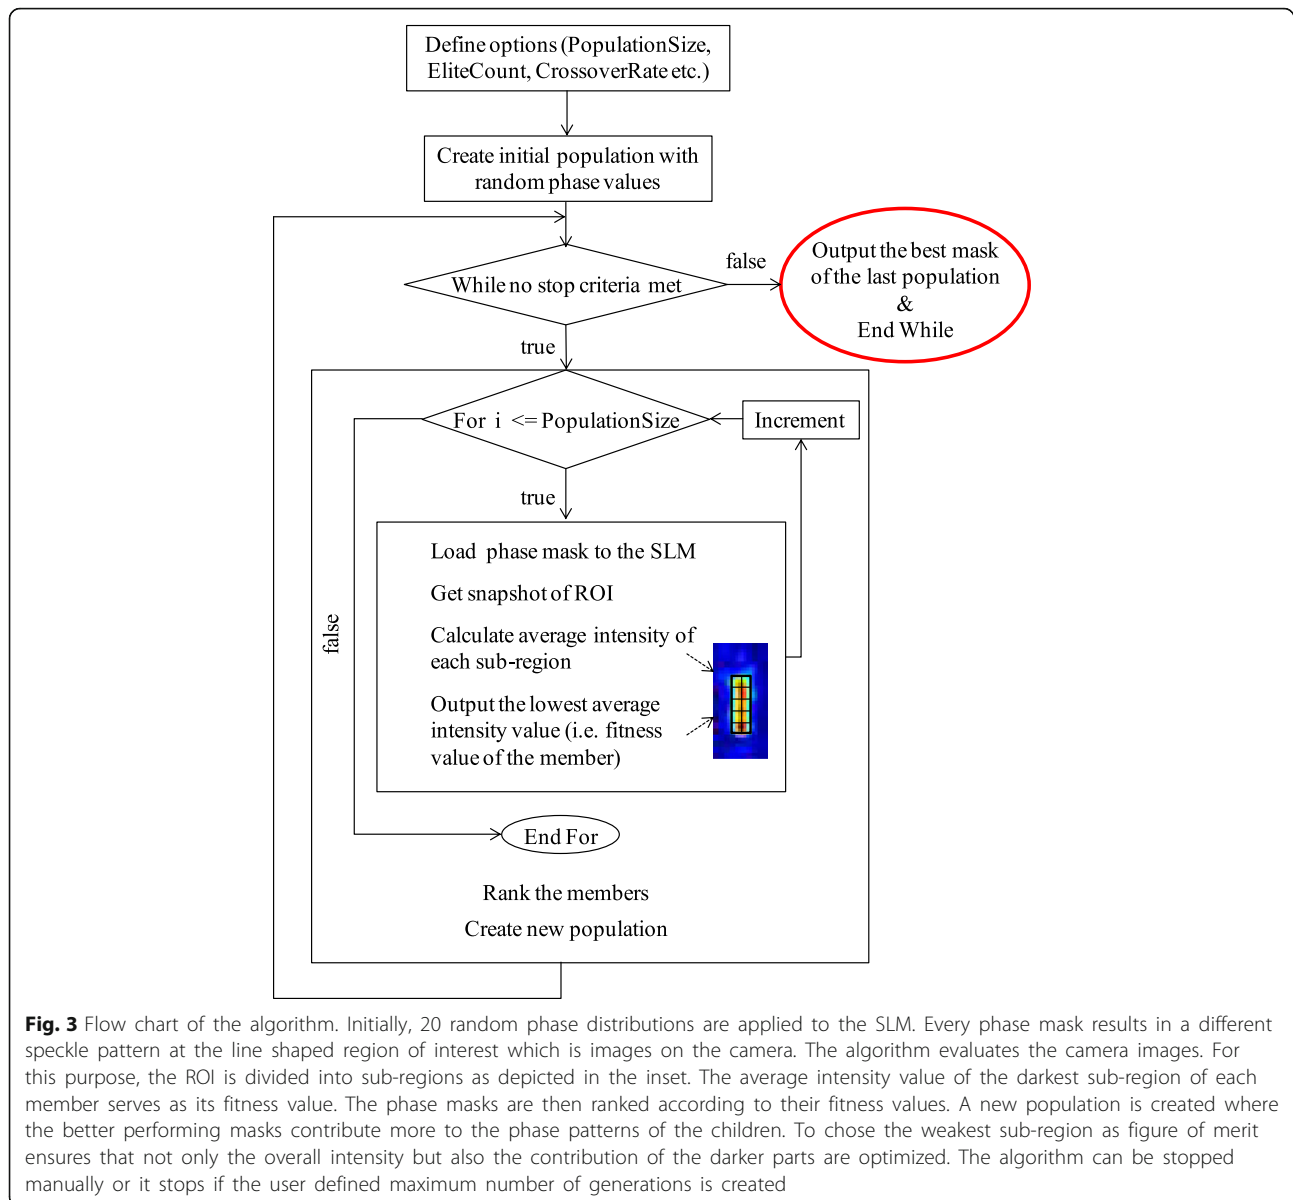 Define options (PopulationSize,
EliteCount, CrossoverRate etc.)
Create initial population with
random phase values
While no stop criteria met
false
Output the best mask
of the last population
&
End While
true
For i <= PopulationSize
Increment
true
false
Load phase mask to the SLM
Get snapshot of ROI
Calculate average intensity of
each sub-region
Output the lowest average
intensity value (i.e. fitness
value of the member)
End For
Rank the members
Create new population
Fig. 3 Flow chart of the algorithm. Initially, 20 random phase distributions are applied to the SLM. Every phase mask results in a different
speckle pattern at the line shaped region of interest which is images on the camera. The algorithm evaluates the camera images. For
this purpose, the ROI is divided into sub-regions as depicted in the inset. The average intensity value of the darkest sub-region of each
member serves as its fitness value. The phase masks are then ranked according to their fitness values. A new population is created where
the better performing masks contribute more to the phase patterns of the children. To chose the weakest sub-region as figure of merit
ensures that not only the overall intensity but also the contribution of the darker parts are optimized. The algorithm can be stopped
manually or it stops if the user defined maximum number of generations is created